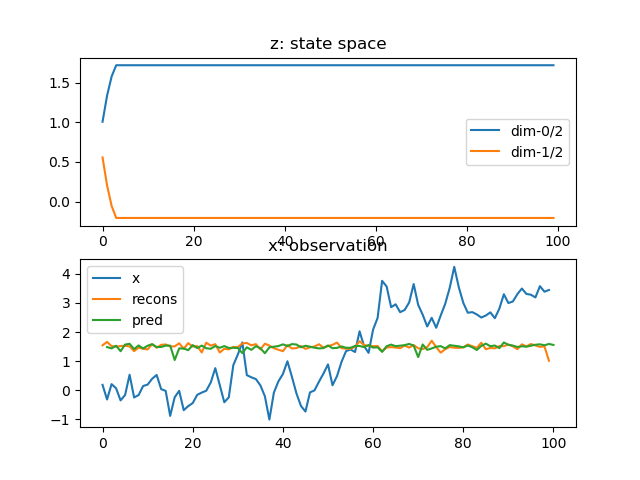 z: state space
1.5
1.0
0.5
0.0
dim-0/2
dim-1/2
0 20 40 60 80 100
x: observation
4
3
2
1
0
−1
x
recons
pred
0 20 40 60 80 100